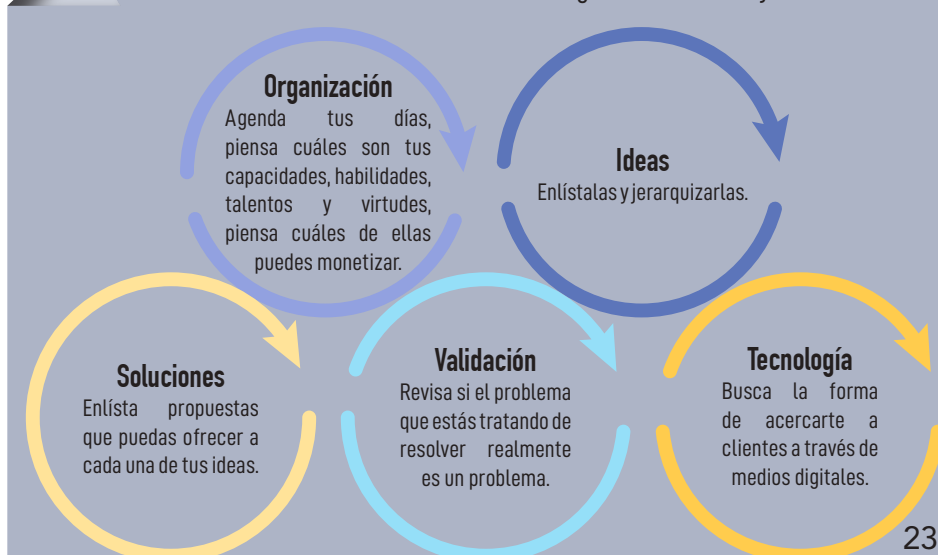 Organización
Agenda tus días,
piensa cuáles son tus
capacidades, habilidades,
talentos y virtudes,
piensa cuáles de ellas
puedes monetizar.
Ideas
Enlístalas y jerarquizarlas.
Soluciones
Enlísta propuestas
que puedas ofrecer a
cada una de tus ideas.
Validación
Revisa si el problema
que estás tratando de
resolver realmente
es un problema.
Tecnología
Busca la forma
de acercarte a
clientes a través de
medios digitales.
23